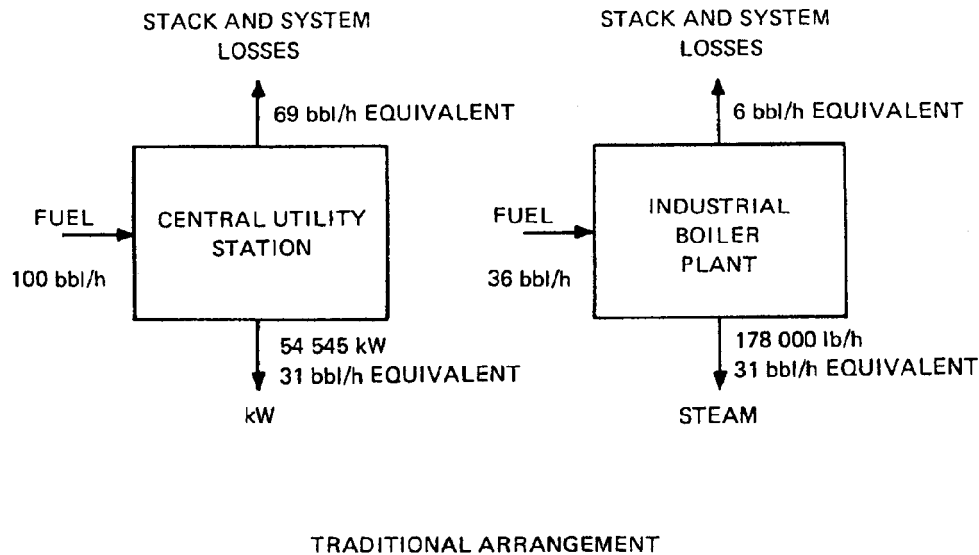 STACK AND SYSTEM
LOSSES
69 bbl/h EQUIVALENT
FUEL
100 bbl/h
CENTRAL UTILITY
STATION
54 545 kW
31 bbl/h EQUIVALENT
kW
STACK AND SYSTEM
LOSSES
6 bbl/h EQUIVALENT
FUEL
36 bbl/h
INDUSTRIAL
BOILER
PLANT
178 000 lb/h
31 bbl/h EQUIVALENT
STEAM
TRADITIONAL ARRANGEMENT